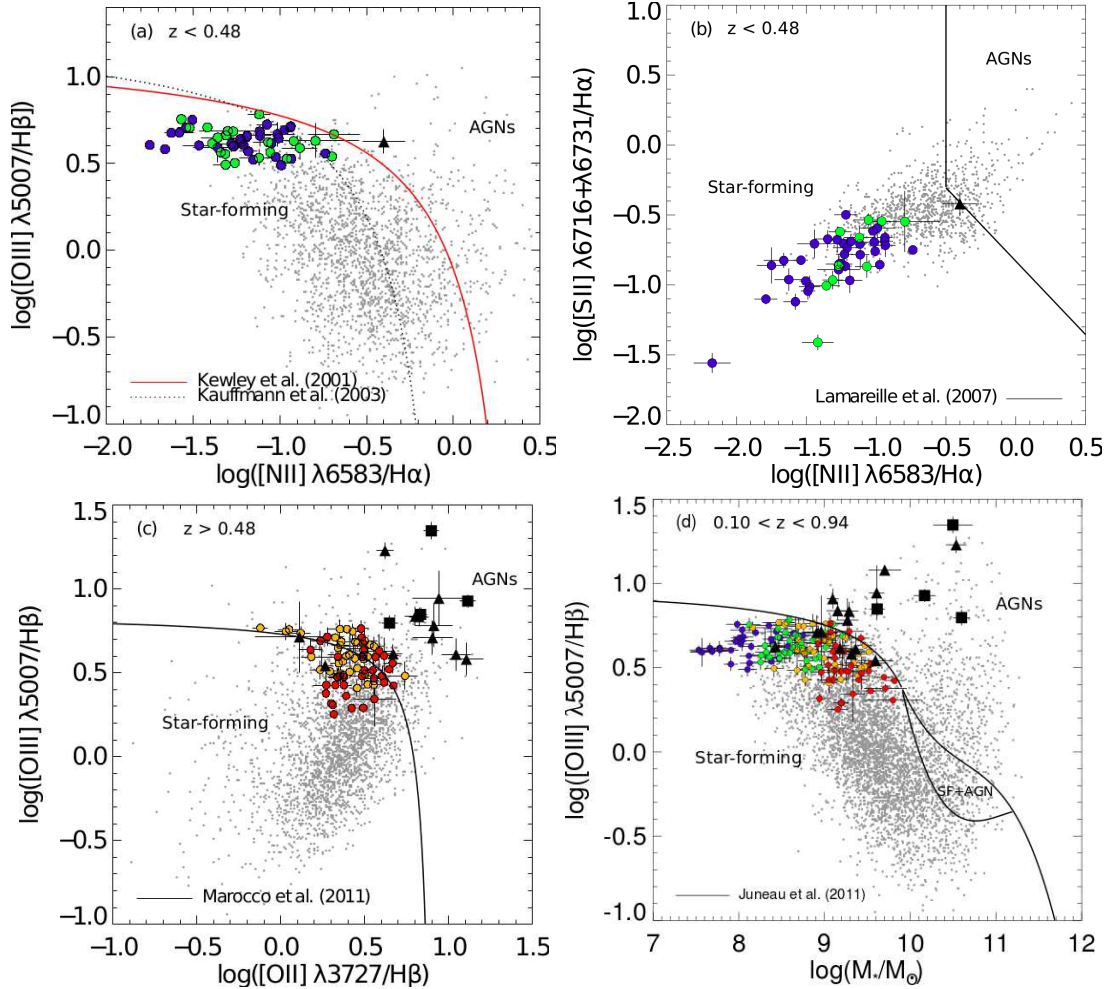 (a) z < 0.48
AGNs
Star-forming
Kewley et al. (2001)
Kauffmann et al. (2003)
1.0
0.5
0.0
−0.5
−1.0
−2.0 −1.5 −1.0 −0.5 0.0 0.5
log([OIII] λ5007/Hβ])
log([NII] λ6583/Hα)
(b) z < 0.48
AGNs
Star-forming
Lamareille et al. (2007)
1.0
0.5
0.0
−0.5
−1.0
−1.5
−2.0
−2.5 −2.0 −1.5 −1.0 −0.5 0.0 0.5
log([SII] λ6716+λ6731/Hα)
log([NII] λ6583/Hα)
(c) z > 0.48
AGNs
Star-forming
Marocco et al. (2011)
1.5
1.0
0.5
0.0
−0.5
−1.0
−1.0 −0.5 0.0 0.5 1.0 1.5
log([OIII] λ5007/Hβ)
log([OII] λ3727/Hβ)
(d) 0.10 < z < 0.94
AGNs
Star-forming
SF+AGN
Juneau et al. (2011)
1.5
1.0
0.5
0.0
-0.5
-1.0
7 8 9 10 11 12
log([OIII] λ5007/Hβ)
log(M*/M⊙)